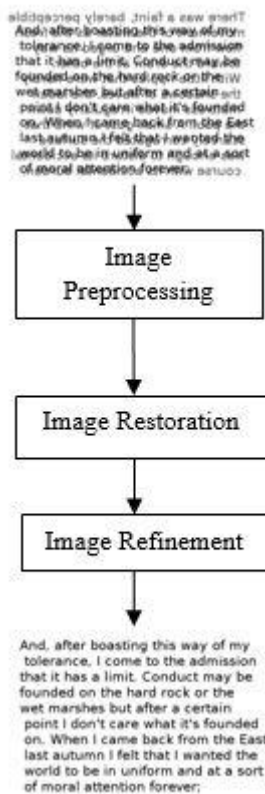 There was a faint, barely perceptible
And, after boasting this way of my
tolerance, I come to the admission
that it has a limit. Conduct may be
founded on the hard rock or the
wet marshes but after a certain
point I don't care what it's founded
on. When I came back from the East
last autumn I felt that I wanted the
world to be in uniform and at a sort
of moral attention forever;
Image
Preprocessing
Image Restoration
Image Refinement
And, after boasting this way of my
tolerance, I come to the admission
that it has a limit. Conduct may be
founded on the hard rock or the
wet marshes but after a certain
point I don't care what it's founded
on. When I came back from the East
last autumn I felt that I wanted the
world to be in uniform and at a sort
of moral attention forever;